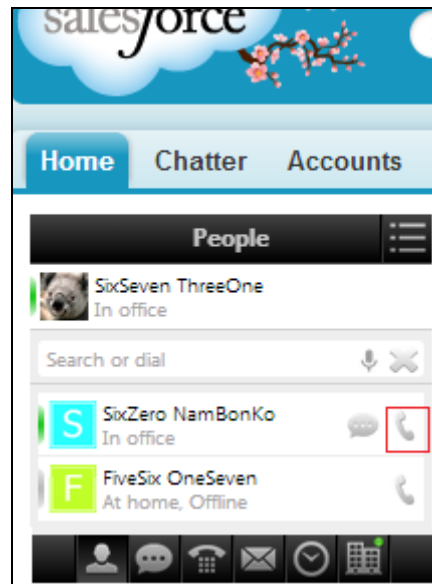 salesforce
Home Chatter Accounts
People
SixSeven ThreeOne
In office
Search or dial
S
SixZero NamBonKo
In office
F
FiveSix OneSeven
At home, Offline